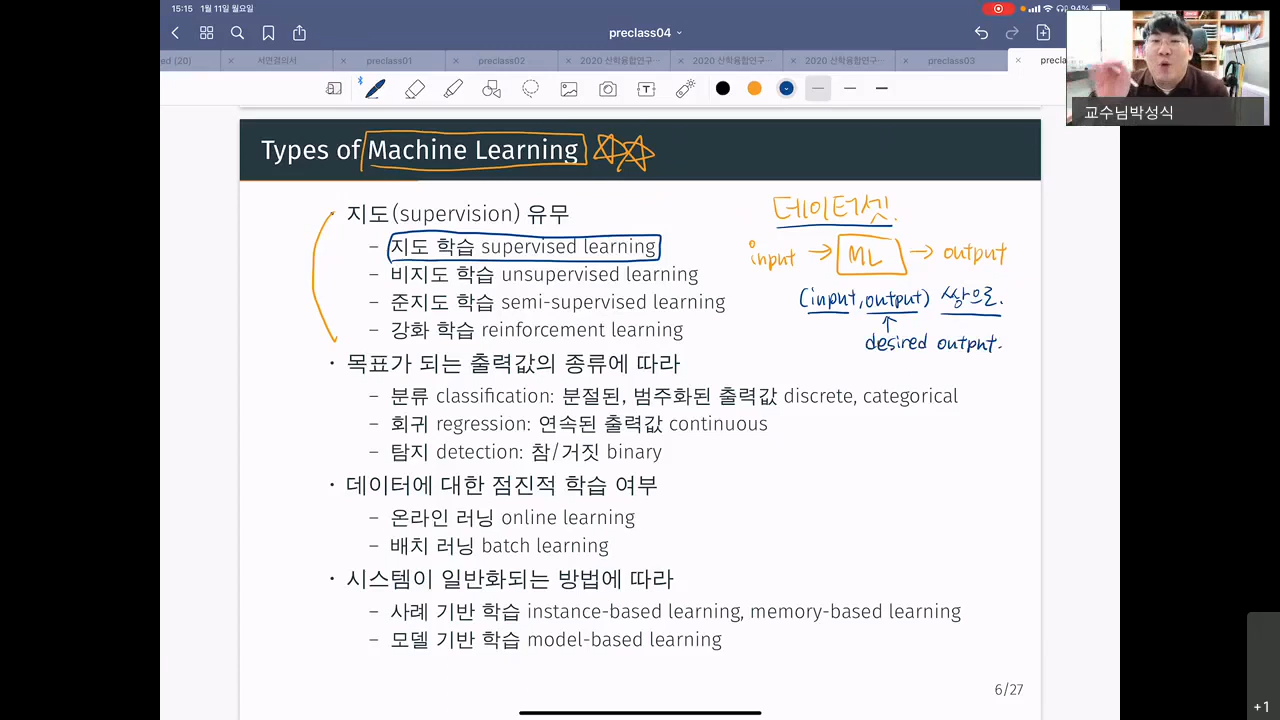 15:15 1월 11일 월요일
94%
preclass04
ed (20)
서면경의서
preclass01
preclass02
2020 산학융합연구…
2020 산학융합연구…
2020 산학융합연구…
preclass03
precla
교수님박성식
Types of Machine Learning
지도(supervision) 유무
– 지도 학습 supervised learning
– 비지도 학습 unsupervised learning
– 준지도 학습 semi-supervised learning
– 강화 학습 reinforcement learning
데이터셋.
input → ML → output
(input, output) 쌍으로.
desired output.
· 목표가 되는 출력값의 종류에 따라
– 분류 classification: 분절된, 범주화된 출력값 discrete, categorical
– 회귀 regression: 연속된 출력값 continuous
– 탐지 detection: 참/거짓 binary
· 데이터에 대한 점진적 학습 여부
– 온라인 러닝 online learning
– 배치 러닝 batch learning
· 시스템이 일반화되는 방법에 따라
– 사례 기반 학습 instance-based learning, memory-based learning
– 모델 기반 학습 model-based learning
6/27
+1